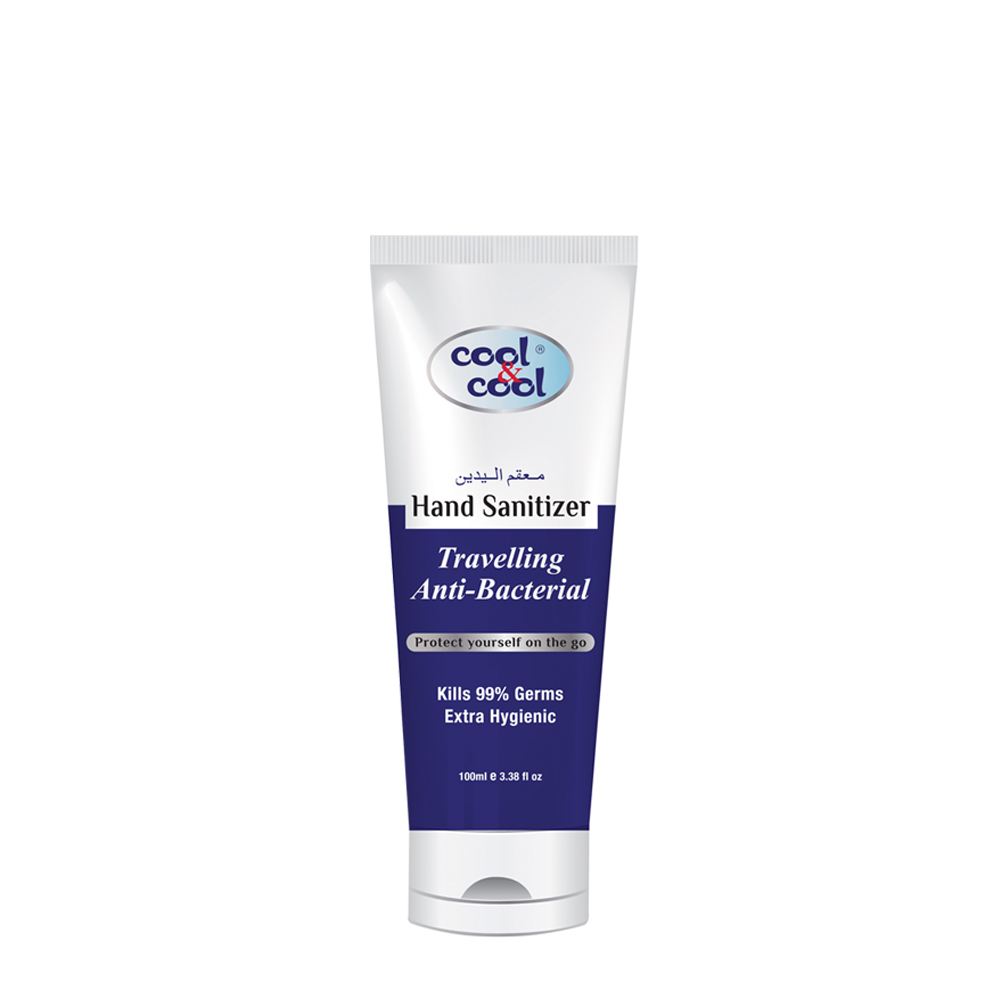 cool ®
&
cool
معقم اليدين
Hand Sanitizer
Travelling
Anti-Bacterial
Protect yourself on the go
Kills 99% Germs
Extra Hygienic
100ml ℮ 3.38 fl oz